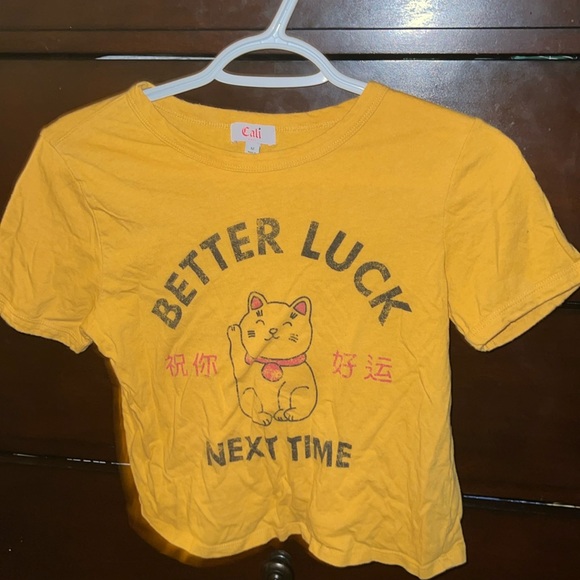 Cali
BETTER LUCK
祝你 好运
NEXT TIME